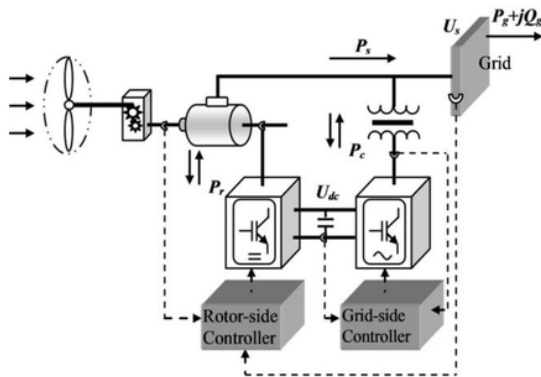 P_g+jQ_g
U_s
P_s
Grid
P_c
P_r
U_dc
Rotor-side
Controller
Grid-side
Controller